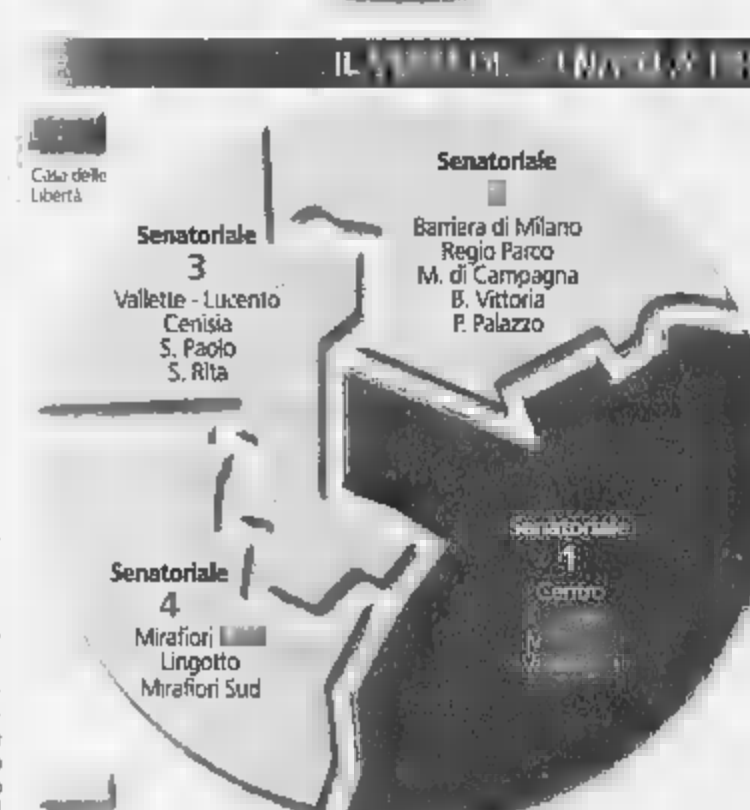 IL
Casa delle
Libertà
Senatoriale
Barriera di Milano
Regio Parco
M. di Campagna
B. Vittoria
P. Palazzo
Senatoriale
3
Vallette - Lucento
Cenisia
S. Paolo
S. Rita
Senatoriale
1
Centro
Senatoriale
4
Mirafiori
Lingotto
Mirafiori Sud